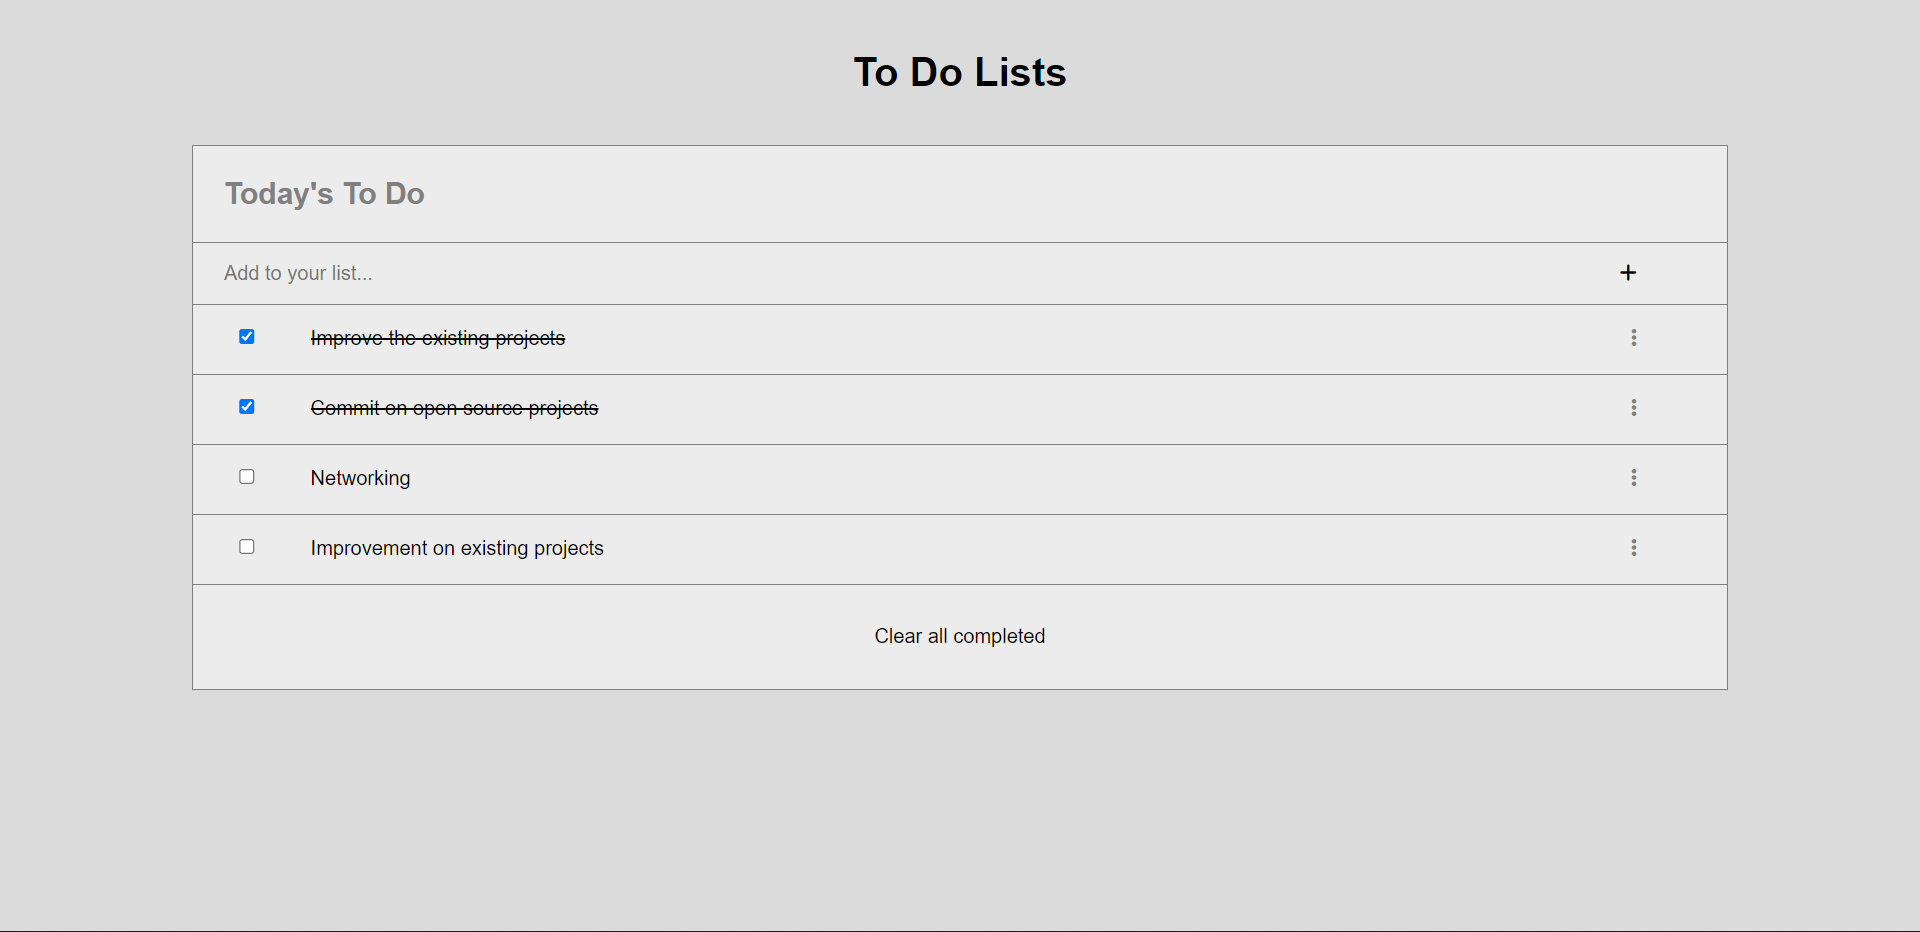 To Do Lists
Today's To Do
Add to your list...
Improve the existing projects
Commit on open source projects
Networking
Improvement on existing projects
Clear all completed